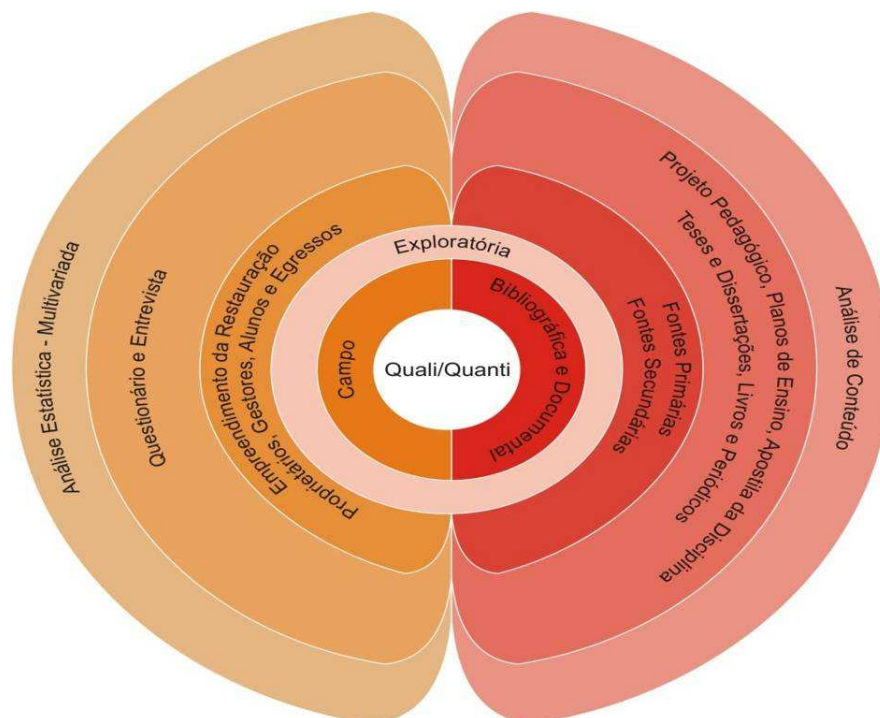 Análise Estatística - Multivariada
Questionário e Entrevista
Empreendimento da Restauração
Proprietários, Gestores, Alunos e Egressos
Campo
Exploratória
Quali/Quanti
Bibliográfica e Documental
Fontes Primárias
Fontes Secundárias
Projeto Pedagógico, Planos de Ensino, Apostila da Disciplina
Teses e Dissertações, Livros e Periódicos
Análise de Conteúdo